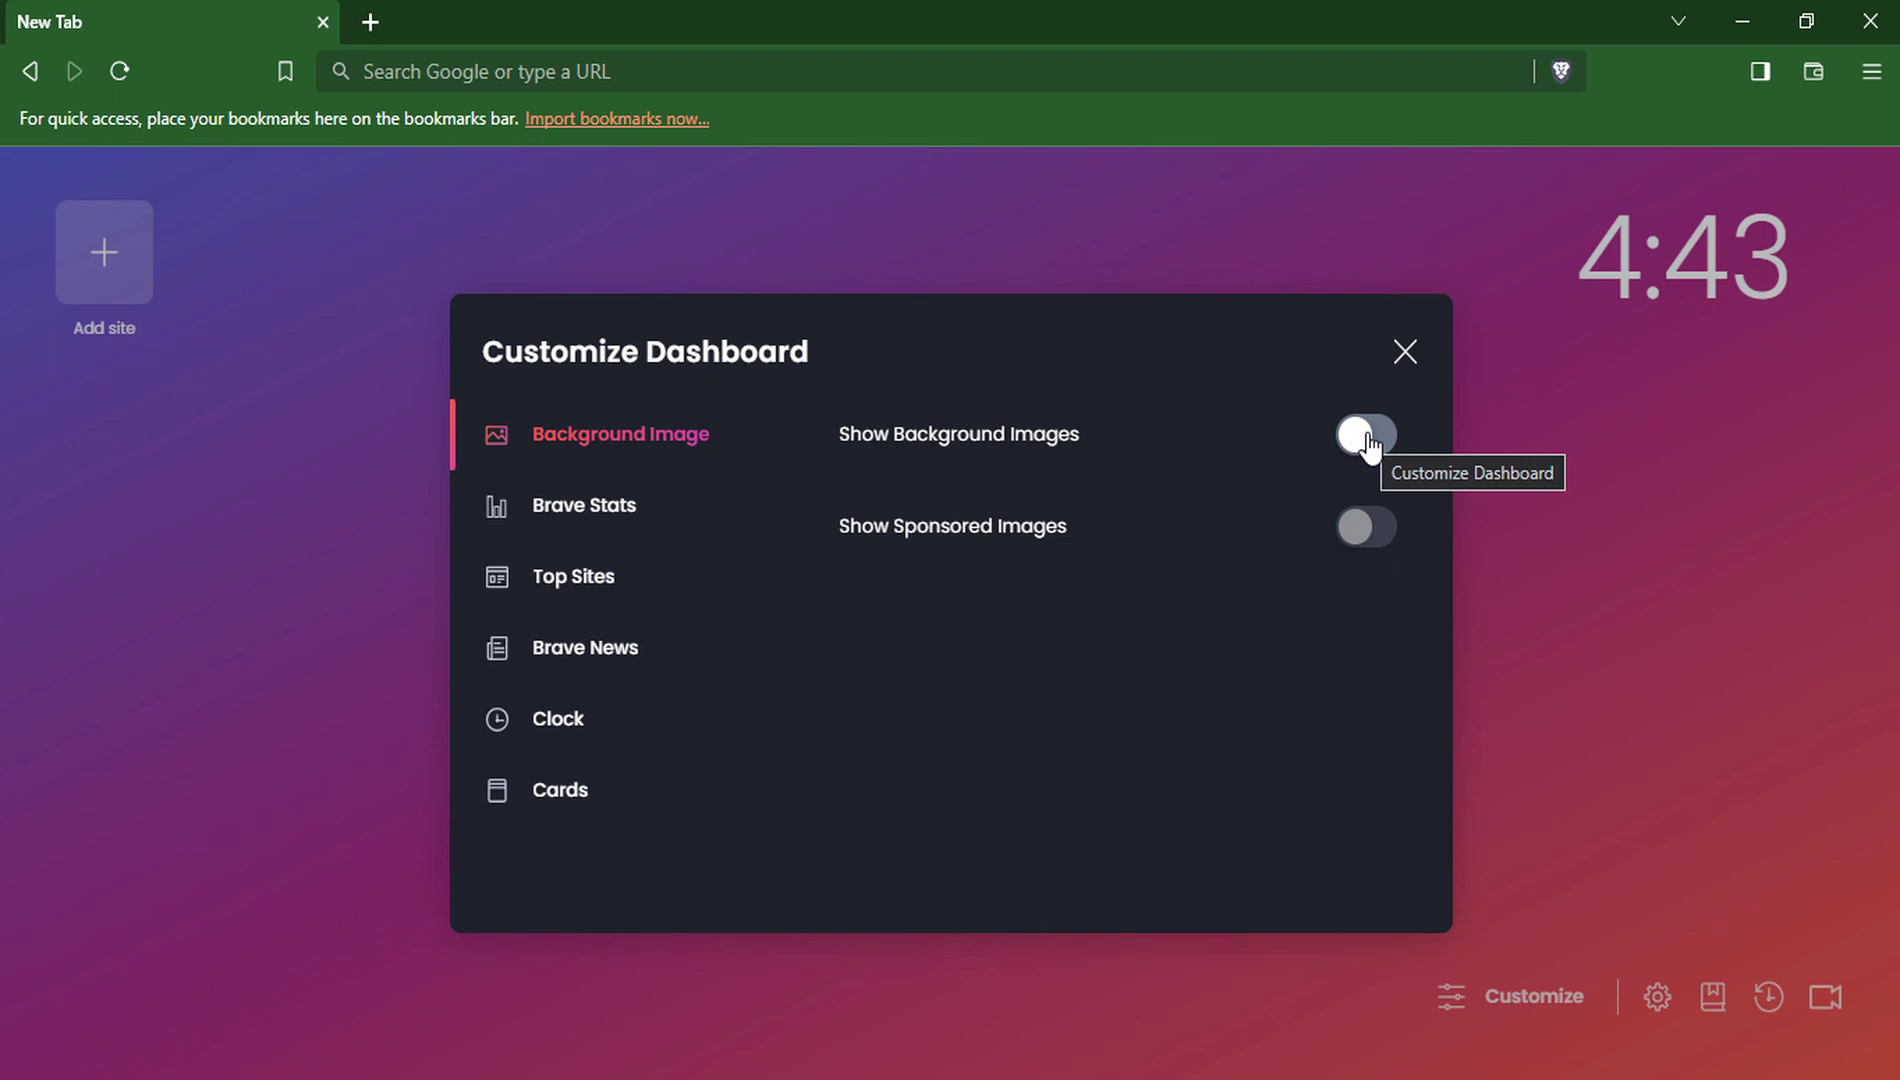 New Tab
Search Google or type a URL
For quick access, place your bookmarks here on the bookmarks bar. Import bookmarks now...
Add site
4:43
Customize Dashboard
Background Image
Show Background Images
Customize Dashboard
Brave Stats
Show Sponsored Images
Top Sites
Brave News
Clock
Cards
Customize